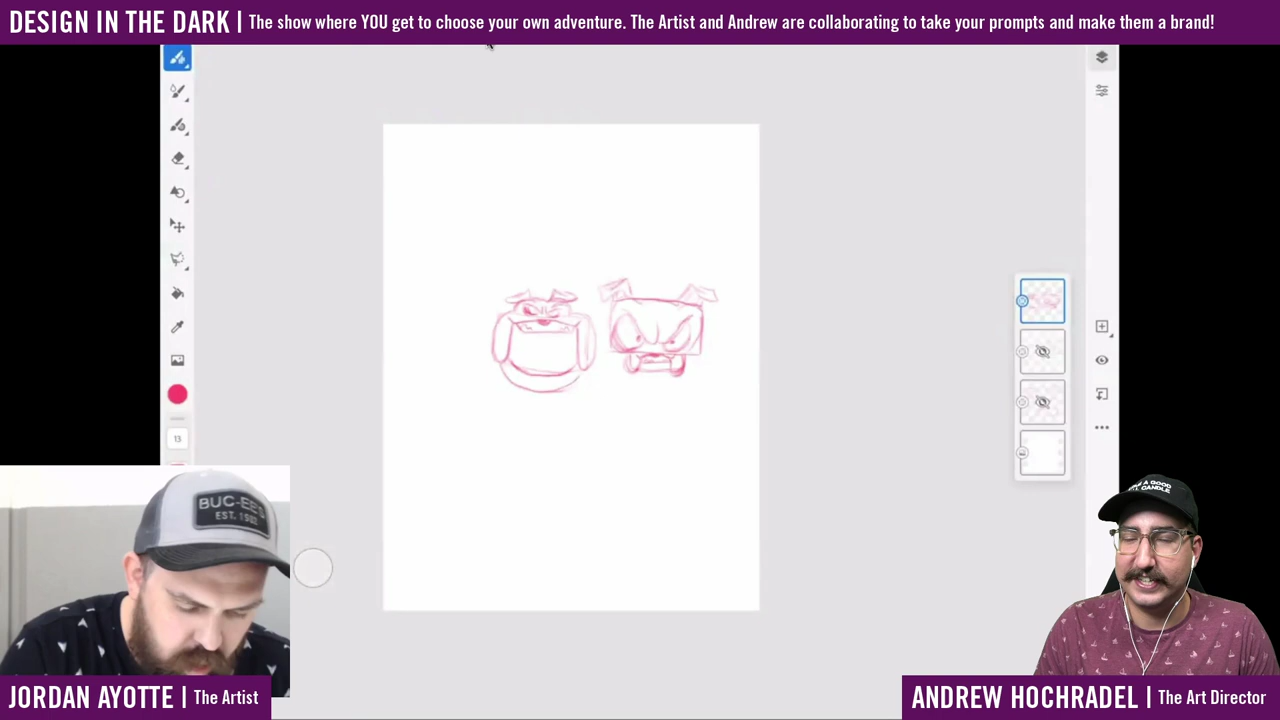 DESIGN IN THE DARK | The show where YOU get to choose your own adventure. The Artist and Andrew are collaborating to take your prompts and make them a brand!
13
BUC-EE'S
EST. 1982
JORDAN AYOTTE | The Artist
ANDREW HOCHRADEL | The Art Director